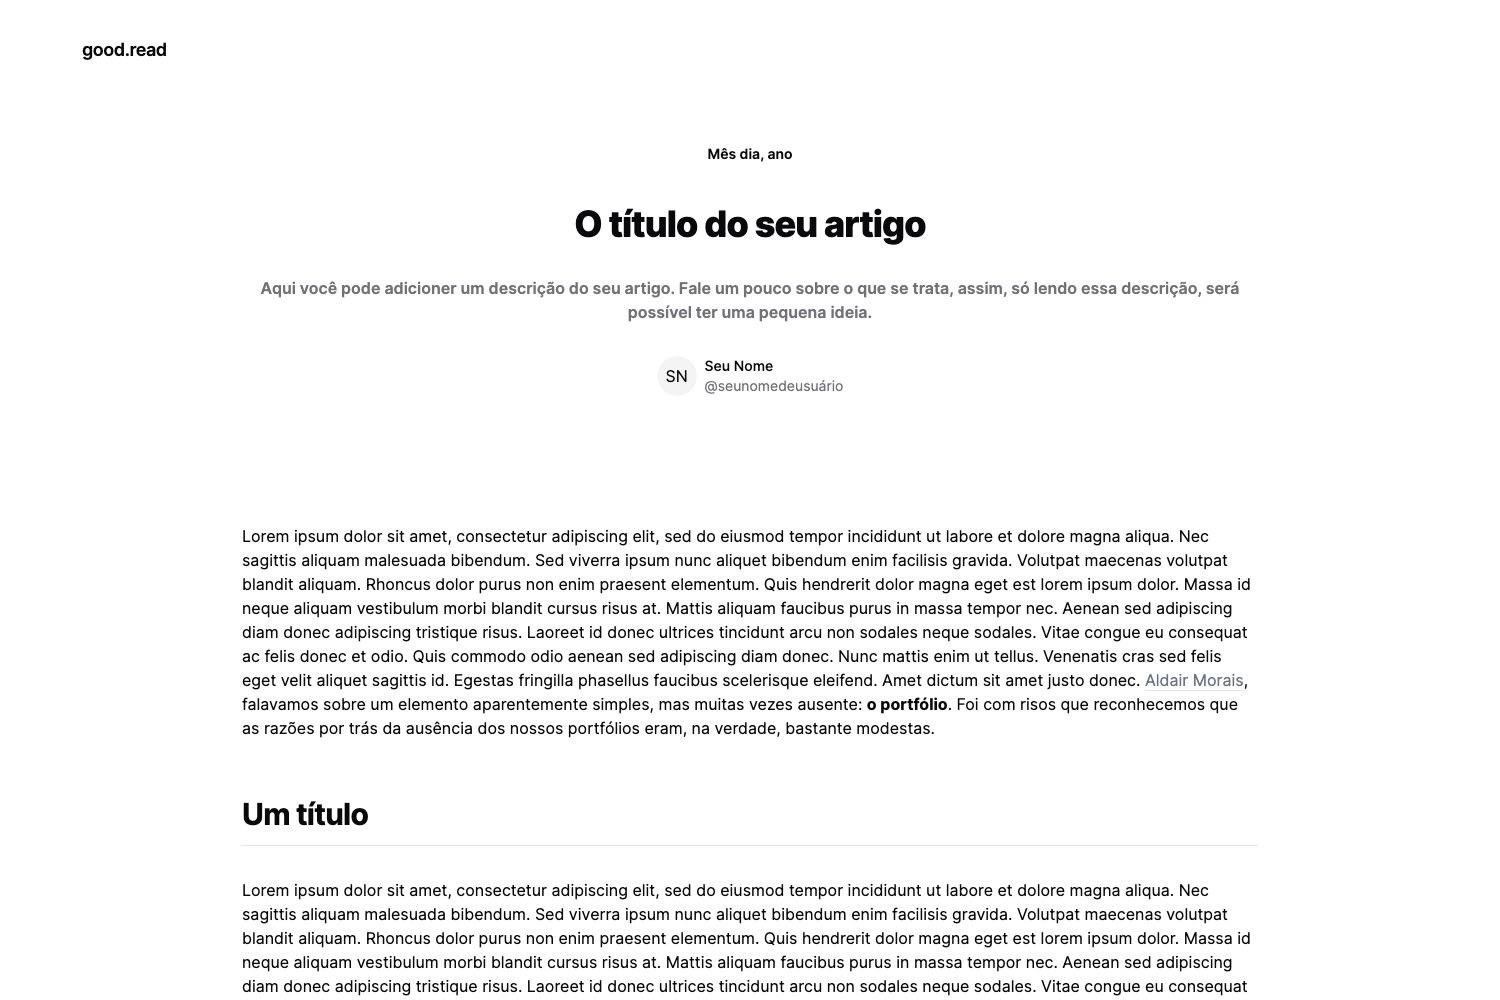 good.read
Mês dia, ano
O título do seu artigo
Aqui você pode adicioner um descrição do seu artigo. Fale um pouco sobre o que se trata, assim, só lendo essa descrição, será
possível ter uma pequena ideia.
SN
Seu Nome
@seunomedeusuário
Lorem ipsum dolor sit amet, consectetur adipiscing elit, sed do eiusmod tempor incididunt ut labore et dolore magna aliqua. Nec
sagittis aliquam malesuada bibendum. Sed viverra ipsum nunc aliquet bibendum enim facilisis gravida. Volutpat maecenas volutpat
blandit aliquam. Rhoncus dolor purus non enim praesent elementum. Quis hendrerit dolor magna eget est lorem ipsum dolor. Massa id
neque aliquam vestibulum morbi blandit cursus risus at. Mattis aliquam faucibus purus in massa tempor nec. Aenean sed adipiscing
diam donec adipiscing tristique risus. Laoreet id donec ultrices tincidunt arcu non sodales neque sodales. Vitae congue eu consequat
ac felis donec et odio. Quis commodo odio aenean sed adipiscing diam donec. Nunc mattis enim ut tellus. Venenatis cras sed felis
eget velit aliquet sagittis id. Egestas fringilla phasellus faucibus scelerisque eleifend. Amet dictum sit amet justo donec. Aldair Morais,
falavamos sobre um elemento aparentemente simples, mas muitas vezes ausente: o portfólio. Foi com risos que reconhecemos que
as razões por trás da ausência dos nossos portfólios eram, na verdade, bastante modestas.
Um título
Lorem ipsum dolor sit amet, consectetur adipiscing elit, sed do eiusmod tempor incididunt ut labore et dolore magna aliqua. Nec
sagittis aliquam malesuada bibendum. Sed viverra ipsum nunc aliquet bibendum enim facilisis gravida. Volutpat maecenas volutpat
blandit aliquam. Rhoncus dolor purus non enim praesent elementum. Quis hendrerit dolor magna eget est lorem ipsum dolor. Massa id
neque aliquam vestibulum morbi blandit cursus risus at. Mattis aliquam faucibus purus in massa tempor nec. Aenean sed adipiscing
diam donec adipiscing tristique risus. Laoreet id donec ultrices tincidunt arcu non sodales neque sodales. Vitae congue eu consequat